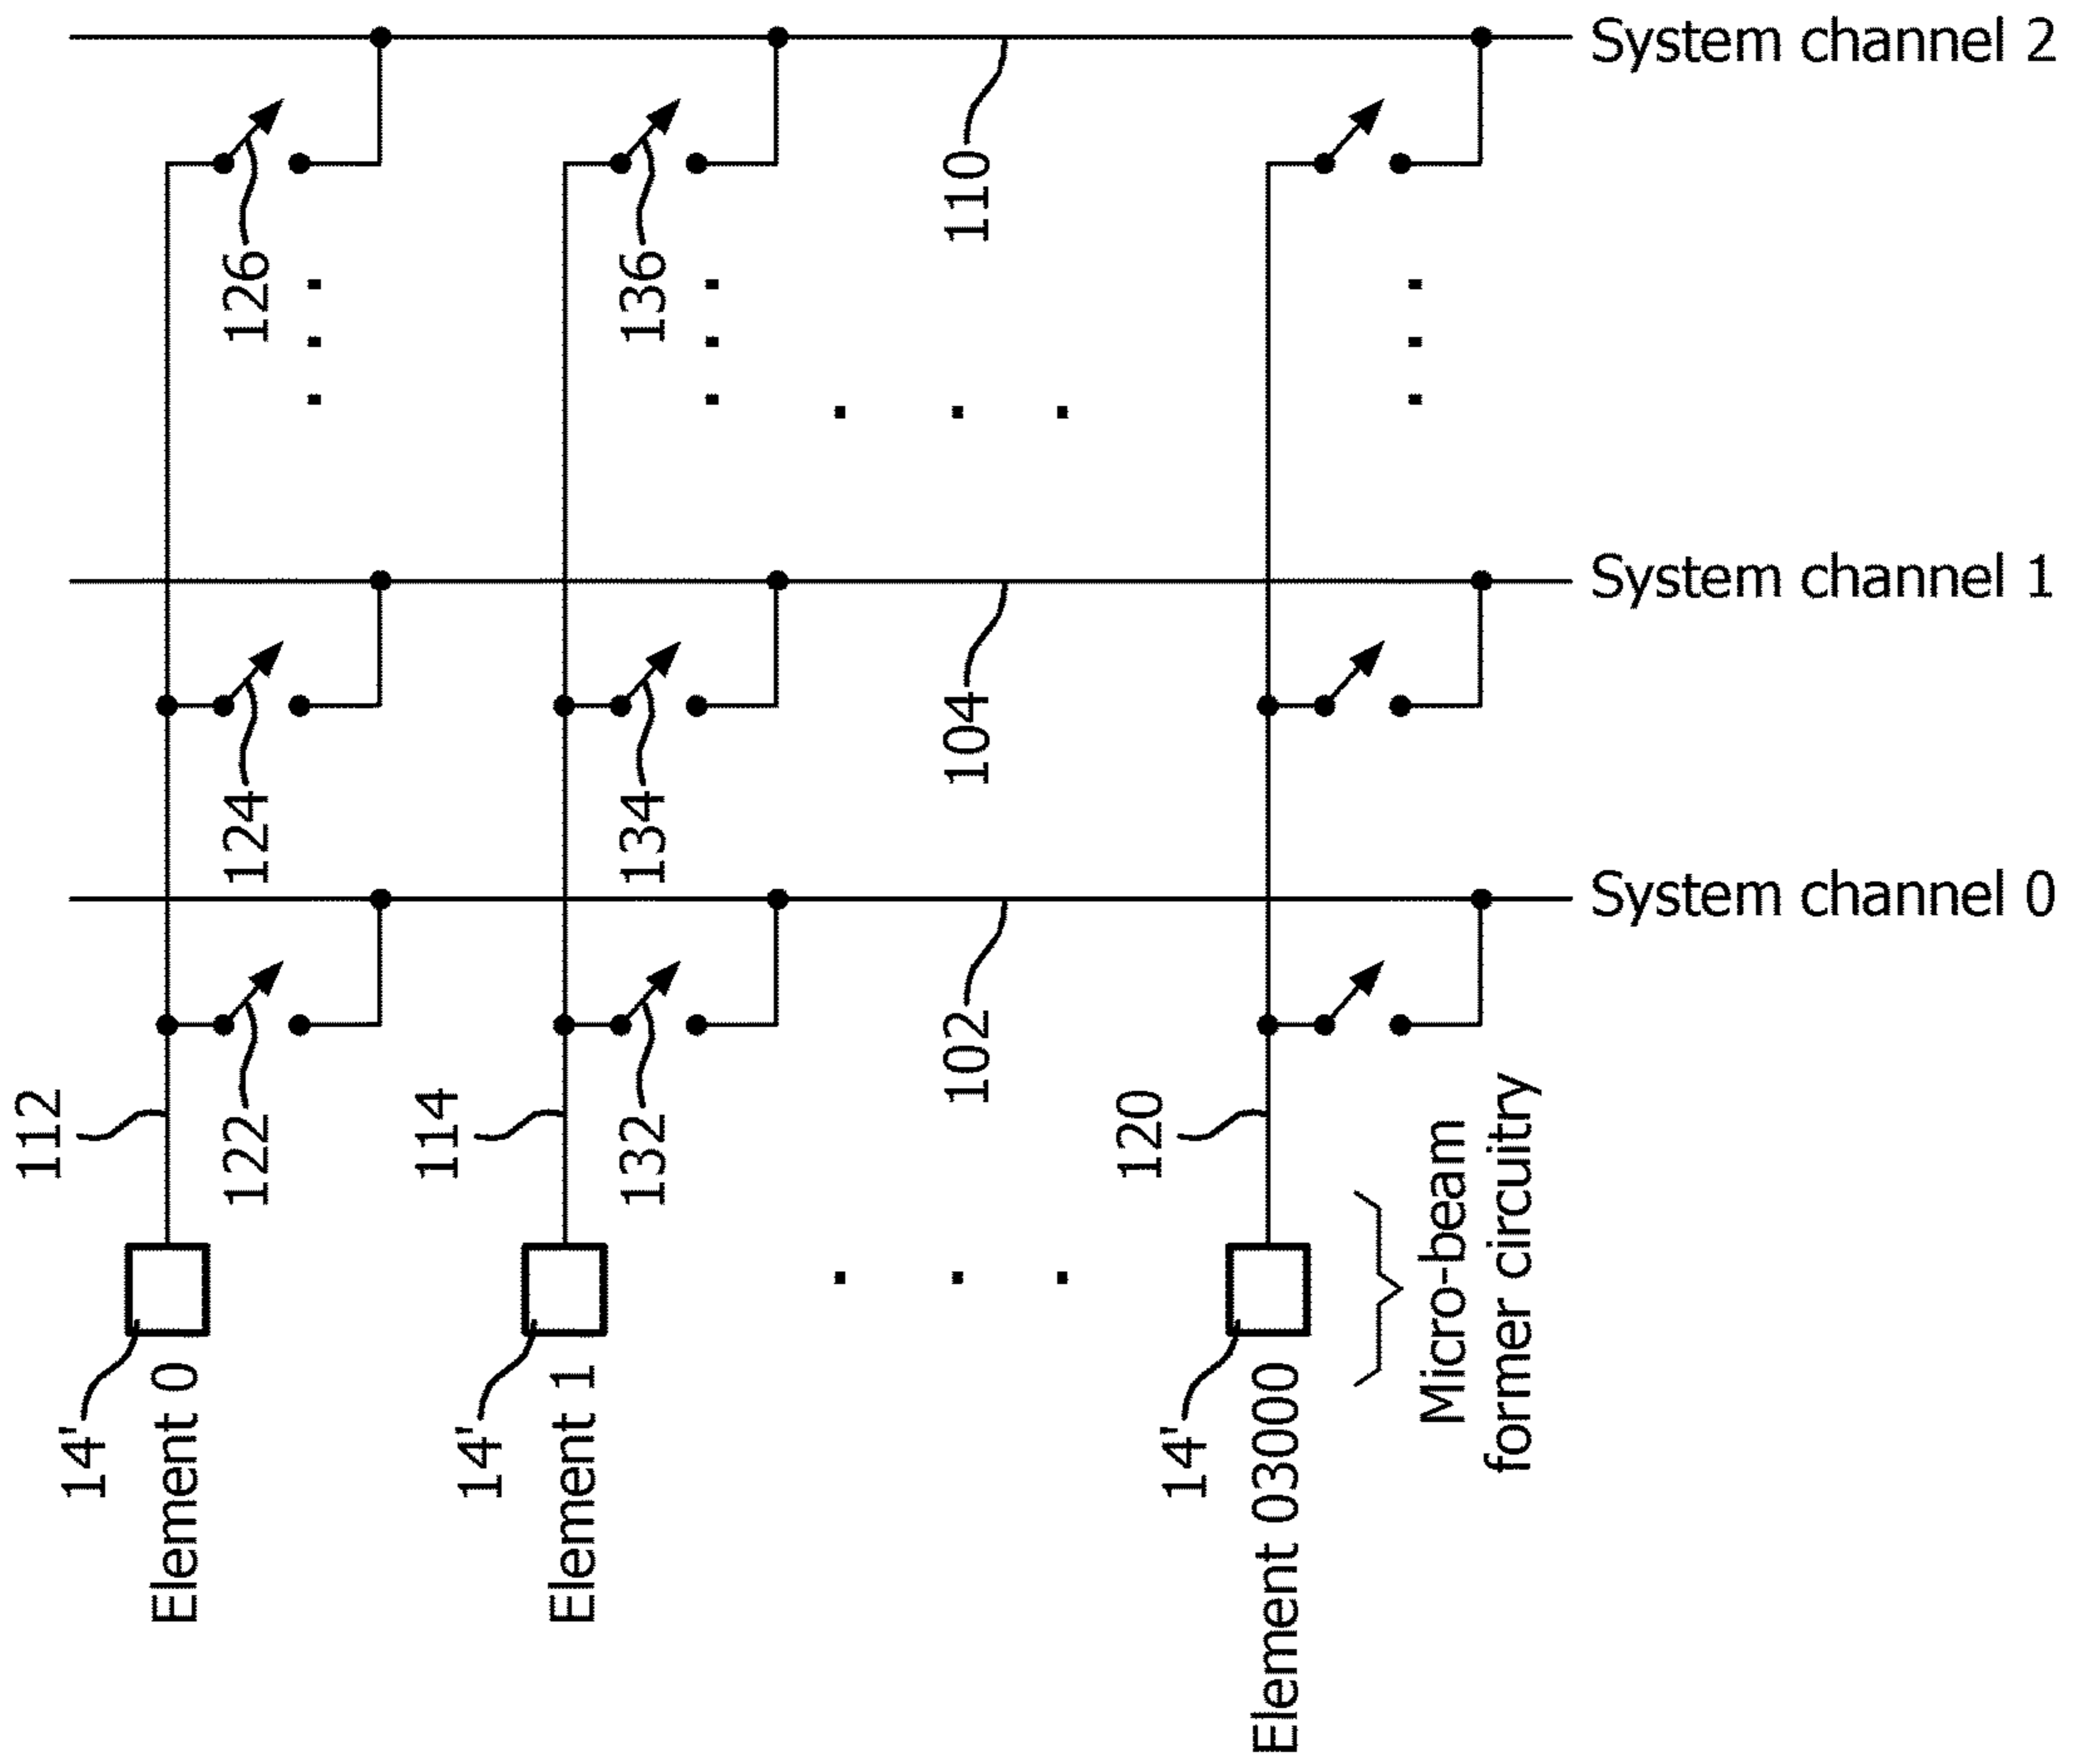 System channel 2
126
136
110
System channel 1
124
134
104
System channel 0
122
132
102
112
114
120
14'
14'
14'
Element 0
Element 1
Element 03000
Micro-beam
former circuitry